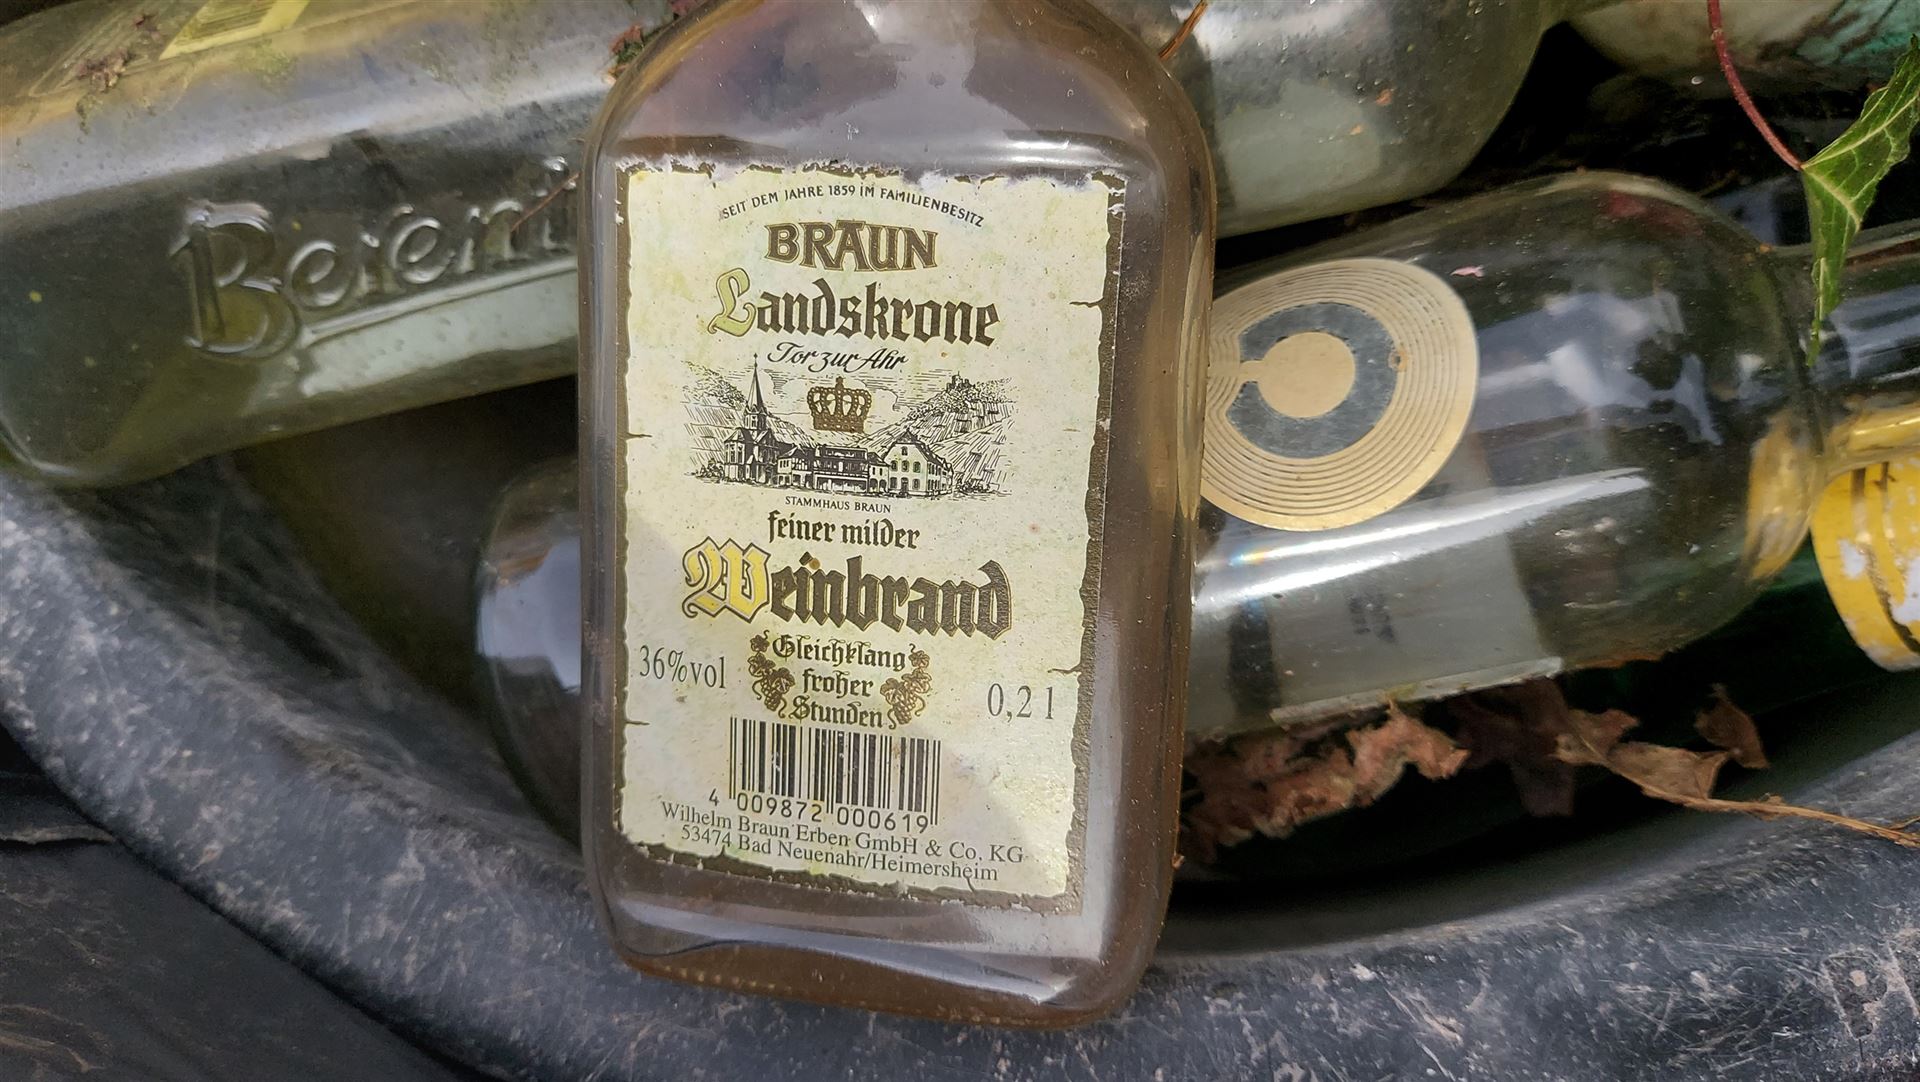 SEIT DEM JAHRE 1859 IM FAMILIENBESITZ
BRAUN
Landskrone
Tor zur Ahr
STAMMHAUS BRAUN
feiner milder
Weinbrand
Gleichklang
froher
Stunden
36%vol
0,2 l
4 009872 000619
Wilhelm Braun Erben GmbH & Co. KG
53474 Bad Neuenahr/Heimersheim